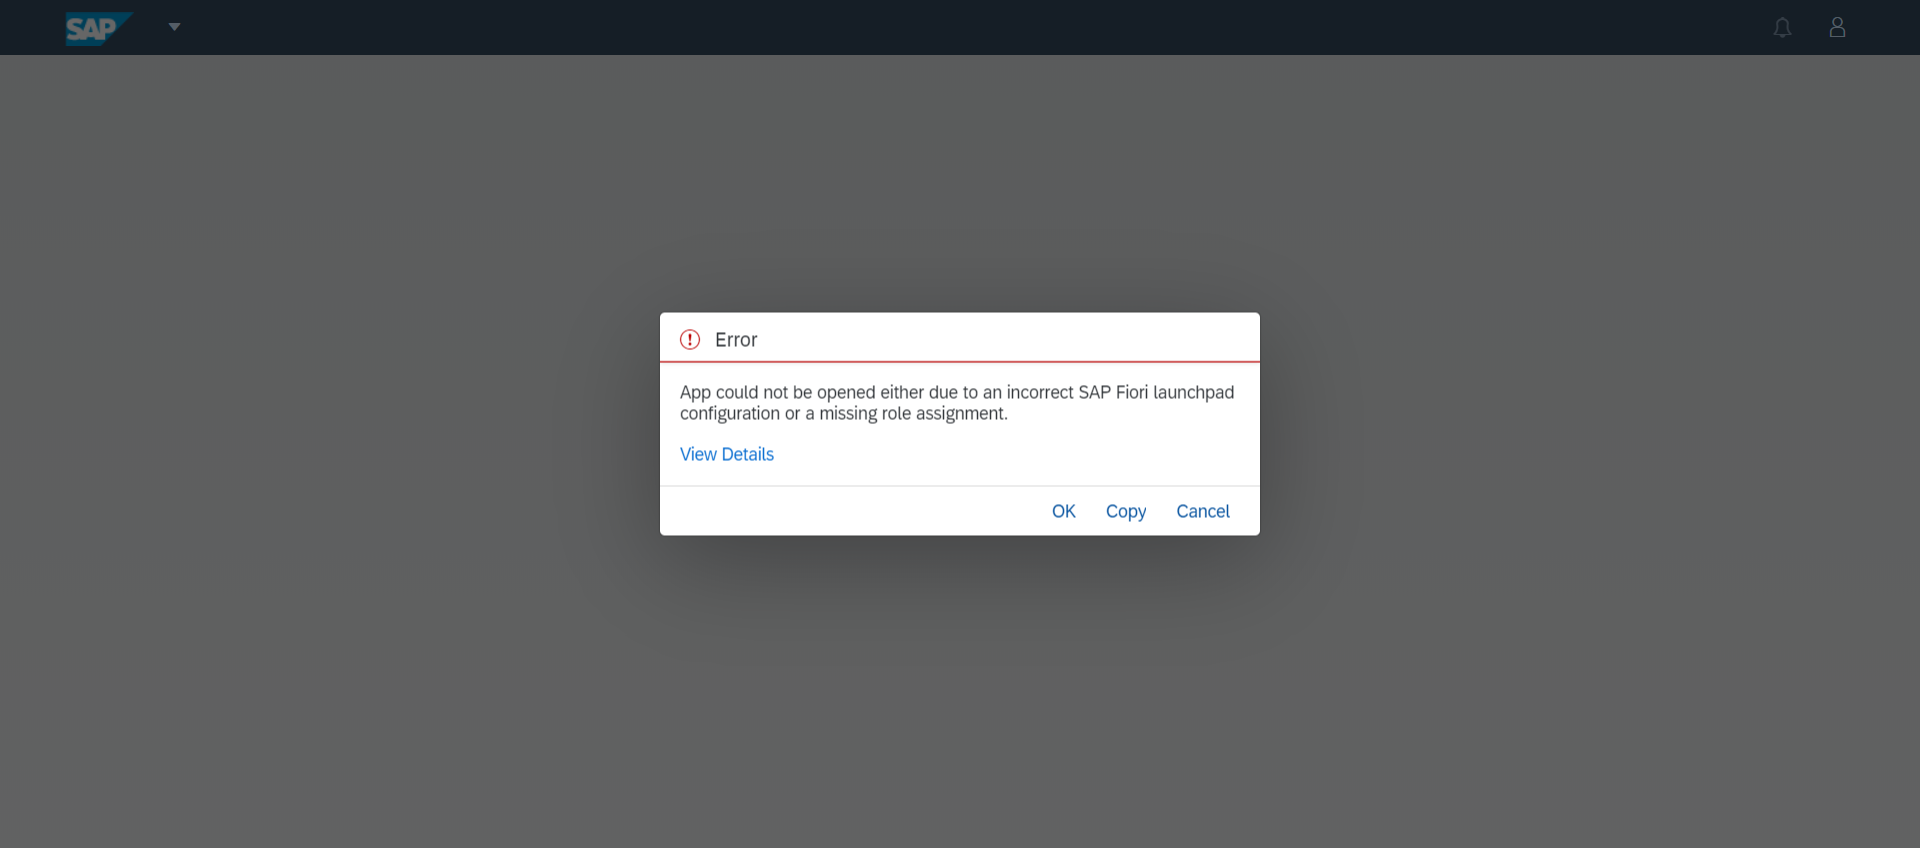 SAP
Error
App could not be opened either due to an incorrect SAP Fiori launchpad
configuration or a missing role assignment.
View Details
OK Copy Cancel